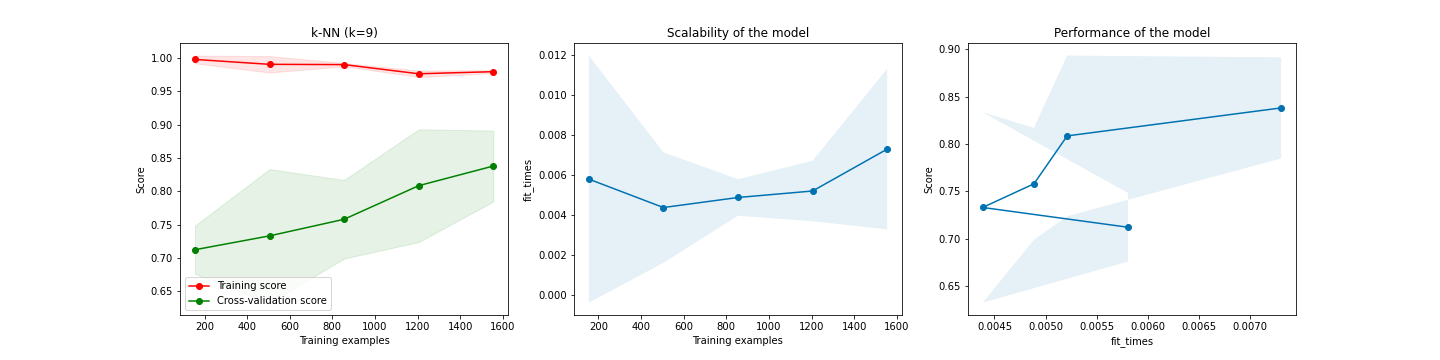 k-NN (k=9)
1.00
0.95
0.90
0.85
0.80
0.75
0.70
0.65
Score
Training score
Cross-validation score
200 400 600 800 1000 1200 1400 1600
Training examples
Scalability of the model
0.012
0.010
0.008
0.006
0.004
0.002
0.000
fit_times
200 400 600 800 1000 1200 1400 1600
Training examples
Performance of the model
0.90
0.85
0.80
0.75
0.70
0.65
Score
0.0045 0.0050 0.0055 0.0060 0.0065 0.0070
fit_times